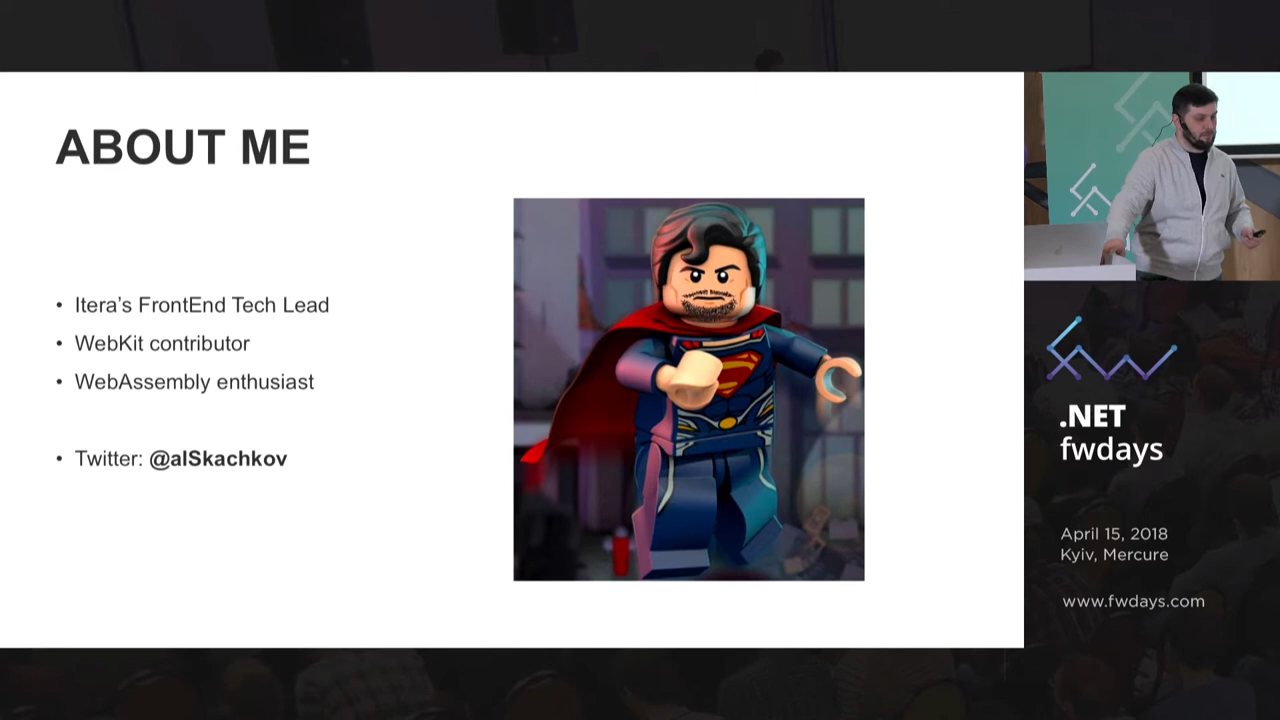 ABOUT ME
• Itera’s FrontEnd Tech Lead
• WebKit contributor
• WebAssembly enthusiast
• Twitter: @alSkachkov
.NET
fwdays
April 15, 2018
Kyiv, Mercure
www.fwdays.com